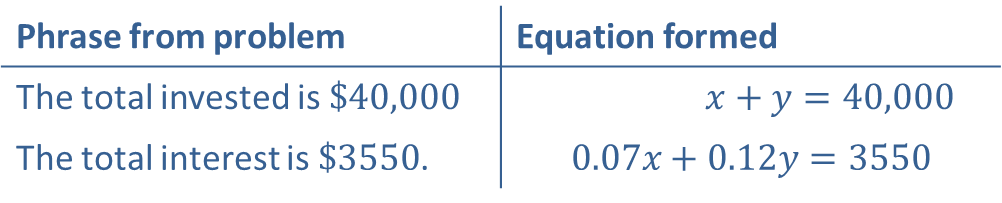 Phrase from problem Equation formed
The total invested is $40,000 x + y = 40,000
The total interest is $3550. 0.07x + 0.12y = 3550